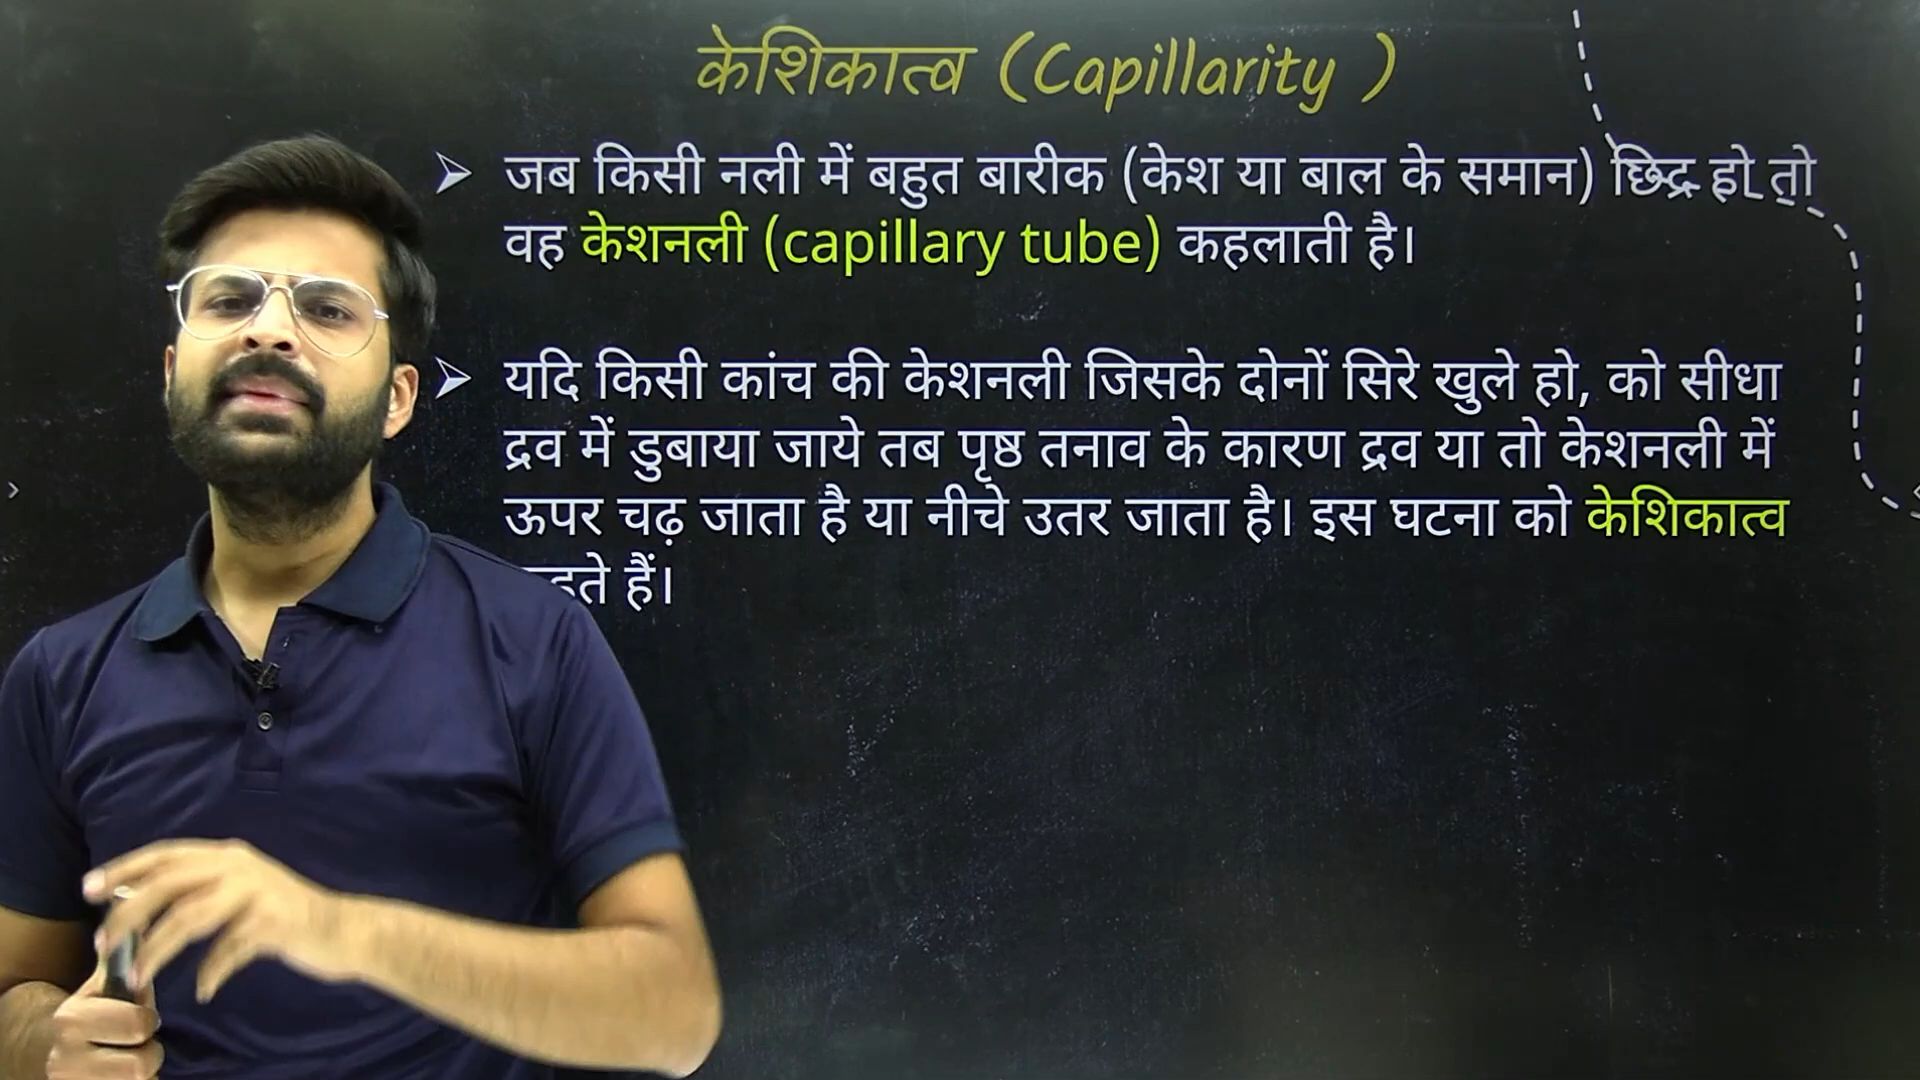 केशिकात्व (Capillarity )
जब किसी नली में बहुत बारीक (केश या बाल के समान) छिद्र हो तो
वह केशनली (capillary tube) कहलाती है।
यदि किसी कांच की केशनली जिसके दोनों सिरे खुले हो, को सीधा
द्रव में डुबाया जाये तब पृष्ठ तनाव के कारण द्रव या तो केशनली में
ऊपर चढ़ जाता है या नीचे उतर जाता है। इस घटना को केशिकात्व
हैं।